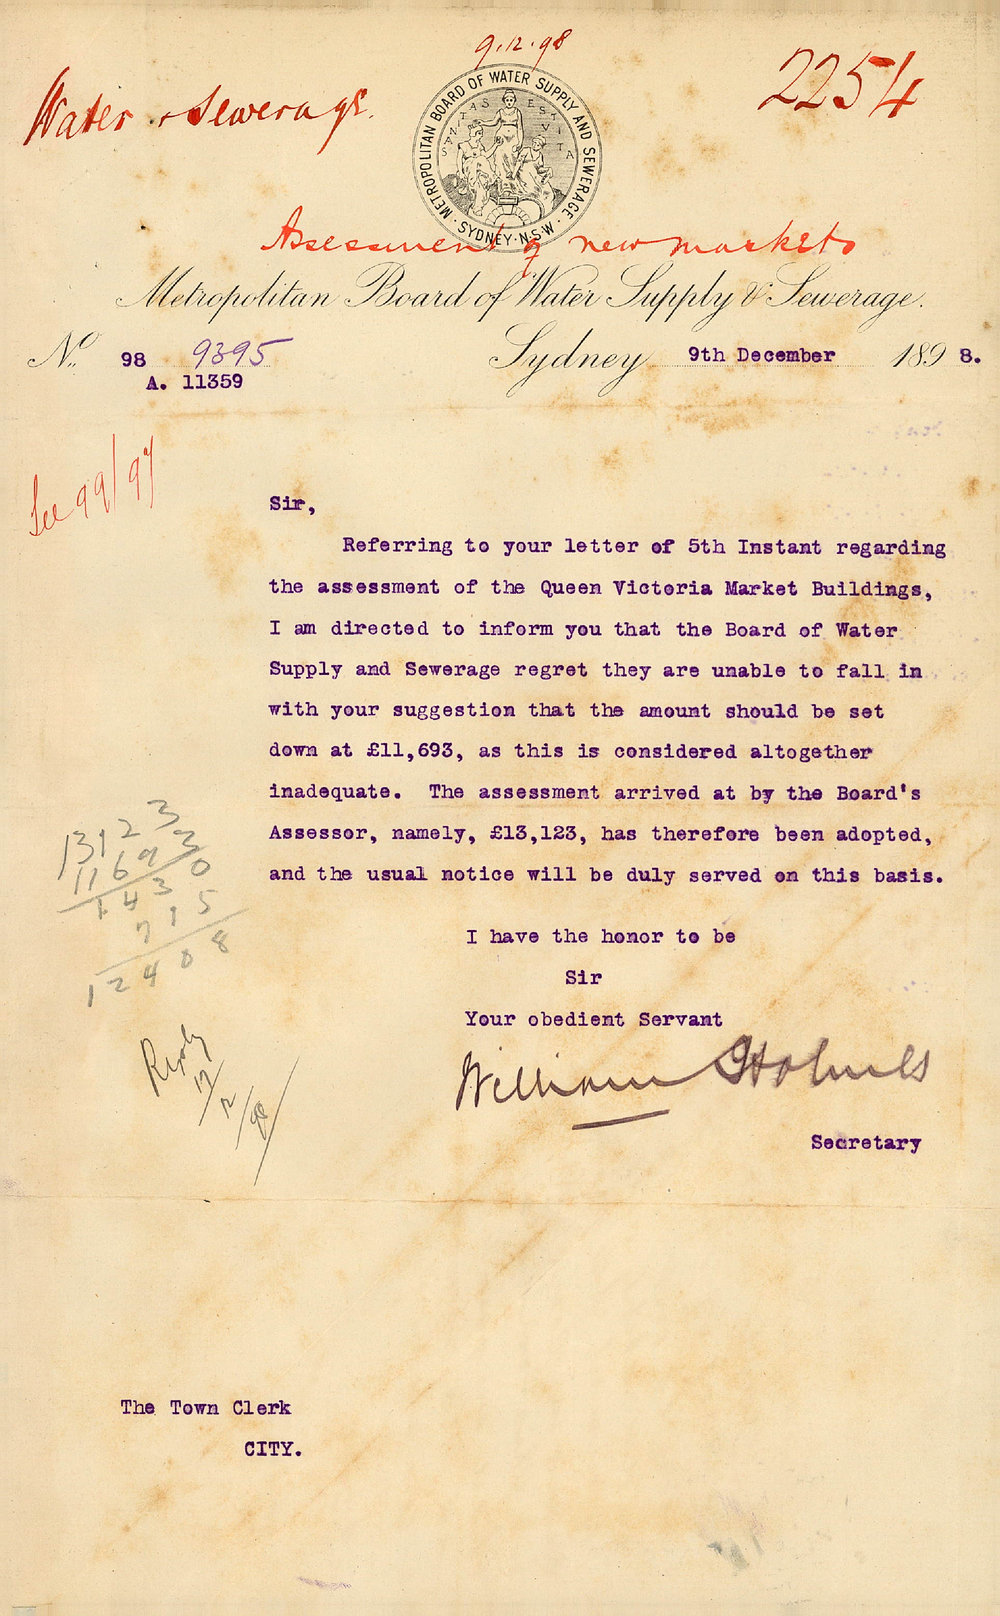 9.12.98
Water & Sewerage.
2254
METROPOLITAN BOARD OF WATER SUPPLY AND SEWERAGE
SANITAS EST VITA
· SYDNEY · N·S·W ·
Assessment of new markets
Metropolitan Board of Water Supply & Sewerage.
No. 98 9395
Sydney 9th December 1898.
A. 11359
See 99/97
Sir,
Referring to your letter of 5th Instant regarding
the assessment of the Queen Victoria Market Buildings,
I am directed to inform you that the Board of Water
Supply and Sewerage regret they are unable to fall in
with your suggestion that the amount should be set
down at £11,693, as this is considered altogether
inadequate. The assessment arrived at by the Board's
Assessor, namely, £13,123, has therefore been adopted,
and the usual notice will be duly served on this basis.
13123
11693
1430
715
12408
I have the honor to be
Sir
Your obedient Servant
William Holmes
Secretary
Reply
12/98
The Town Clerk
CITY.